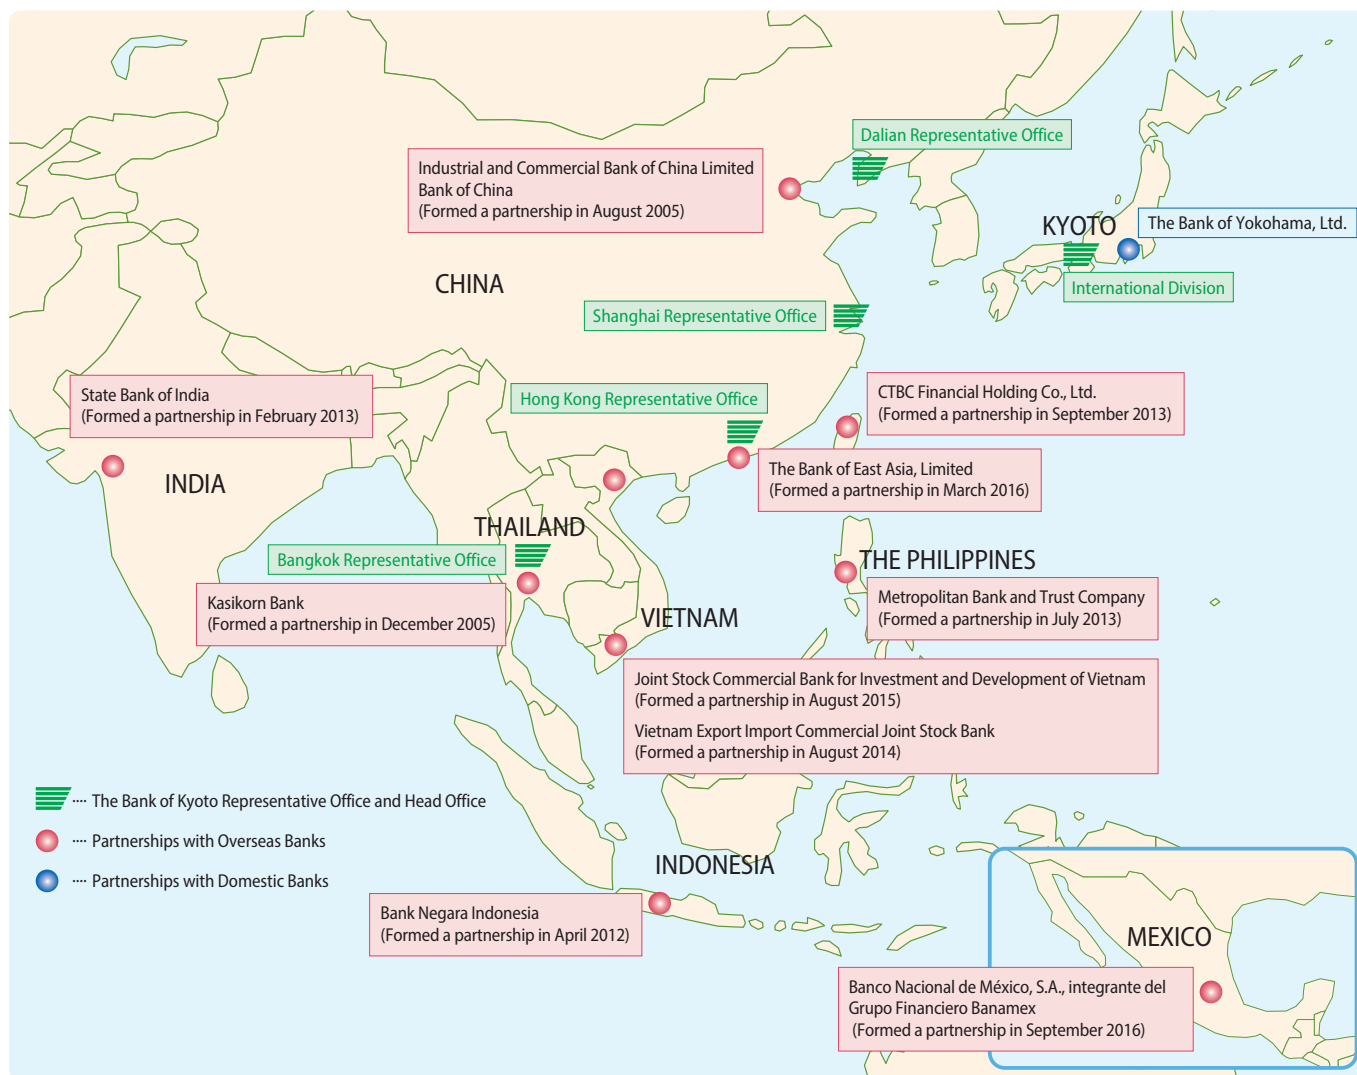 Dalian Representative Office
Industrial and Commercial Bank of China Limited
Bank of China
(Formed a partnership in August 2005)
KYOTO
The Bank of Yokohama, Ltd.
International Division
CHINA
Shanghai Representative Office
State Bank of India
(Formed a partnership in February 2013)
Hong Kong Representative Office
CTBC Financial Holding Co., Ltd.
(Formed a partnership in September 2013)
The Bank of East Asia, Limited
(Formed a partnership in March 2016)
INDIA
THAILAND
Bangkok Representative Office
Kasikorn Bank
(Formed a partnership in December 2005)
THE PHILIPPINES
Metropolitan Bank and Trust Company
(Formed a partnership in July 2013)
VIETNAM
Joint Stock Commercial Bank for Investment and Development of Vietnam
(Formed a partnership in August 2015)
Vietnam Export Import Commercial Joint Stock Bank
(Formed a partnership in August 2014)
···· The Bank of Kyoto Representative Office and Head Office
···· Partnerships with Overseas Banks
···· Partnerships with Domestic Banks
INDONESIA
Bank Negara Indonesia
(Formed a partnership in April 2012)
MEXICO
Banco Nacional de México, S.A., integrante del
Grupo Financiero Banamex
(Formed a partnership in September 2016)